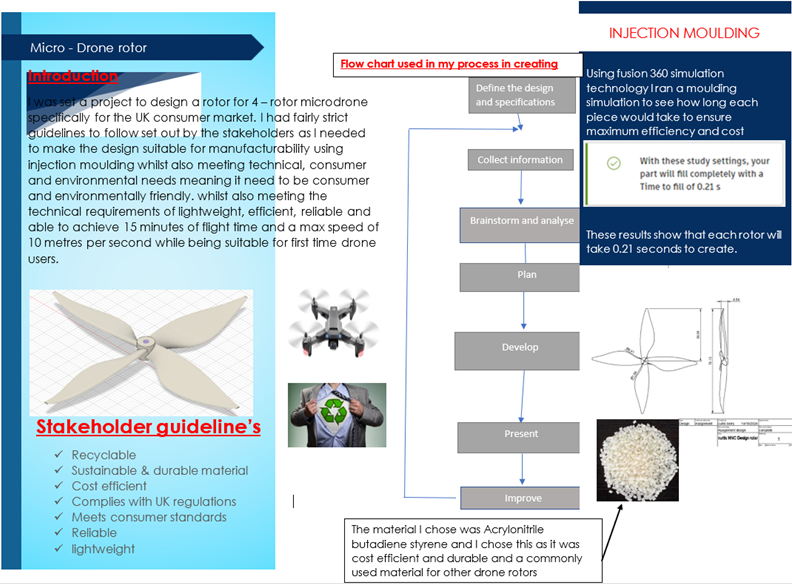 Micro - Drone rotor
Introduction
I was set a project to design a rotor for 4 – rotor microdrone
specifically for the UK consumer market. I had fairly strict
guidelines to follow set out by the stakeholders as I needed
to make the design suitable for manufacturability using
injection moulding whilst also meeting technical, consumer
and environmental needs meaning it need to be consumer
and environmentally friendly. whilst also meeting the
technical requirements of lightweight, efficient, reliable and
able to achieve 15 minutes of flight time and a max speed of
10 metres per second while being suitable for first time drone
users.
Stakeholder guideline's
✓ Recyclable
✓ Sustainable & durable material
✓ Cost efficient
✓ Complies with UK regulations
✓ Meets consumer standards
✓ Reliable
✓ lightweight
Flow chart used in my process in creating
Define the design
and specifications
Collect information
Brainstorm and analyse
Plan
Develop
Present
Improve
The material I chose was Acrylonitrile
butadiene styrene and I chose this as it was
cost efficient and durable and a commonly
used material for other drone rotors
INJECTION MOULDING
Using fusion 360 simulation
technology I ran a moulding
simulation to see how long each
piece would take to ensure
maximum efficiency and cost
With these study settings, your
part will fill completely with a
Time to fill of 0.21 s
These results show that each rotor will
take 0.21 seconds to create.